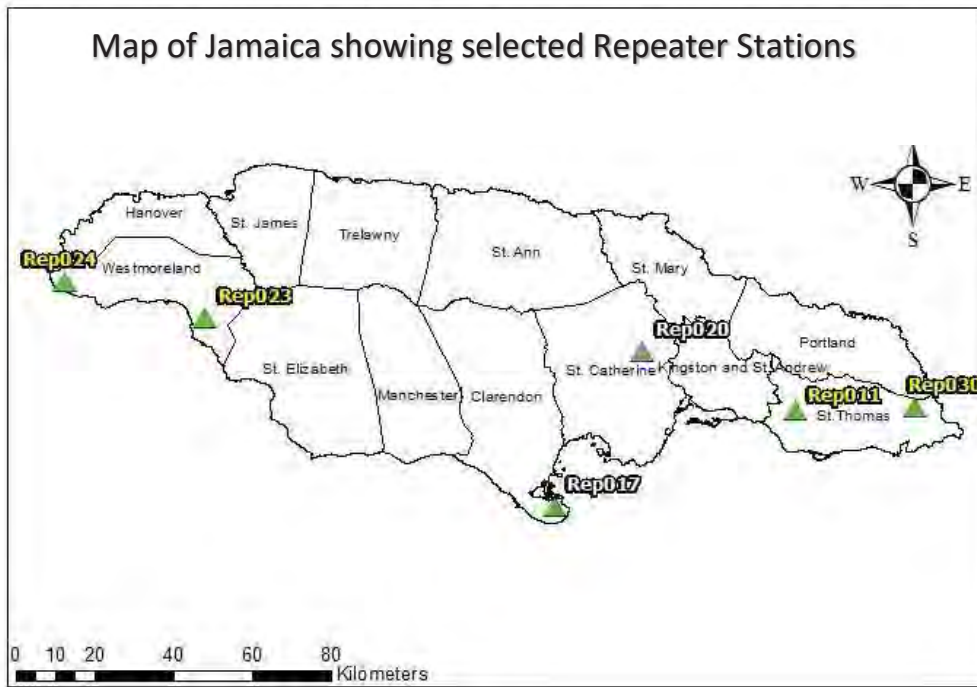 Map of Jamaica showing selected Repeater Stations
N
W E
S
Hanover
St. James
Trelawny
St. Ann
St. Mary
Rep024
Westmoreland
Rep023
Rep020
Portland
St. Elizabeth
St. Catherine
Kingston and St. Andrew
Manchester
Clarendon
Rep011
Rep030
St. Thomas
Rep017
0 10 20 40 60 80
Kilometers